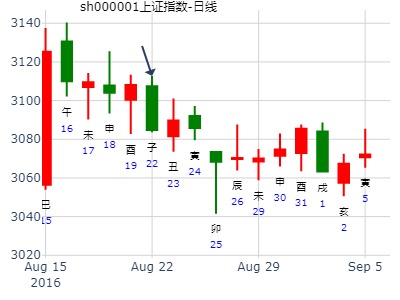 sh000001上证指数-日线
3140
3120
3100
3080
3060
3040
3020
巳
15
午
16
未
17
申
18
酉
19
子
22
丑
23
寅
24
卯
25
辰
26
未
29
申
30
酉
31
戌
1
亥
2
寅
5
Aug 15
2016
Aug 22
Aug 29
Sep 5